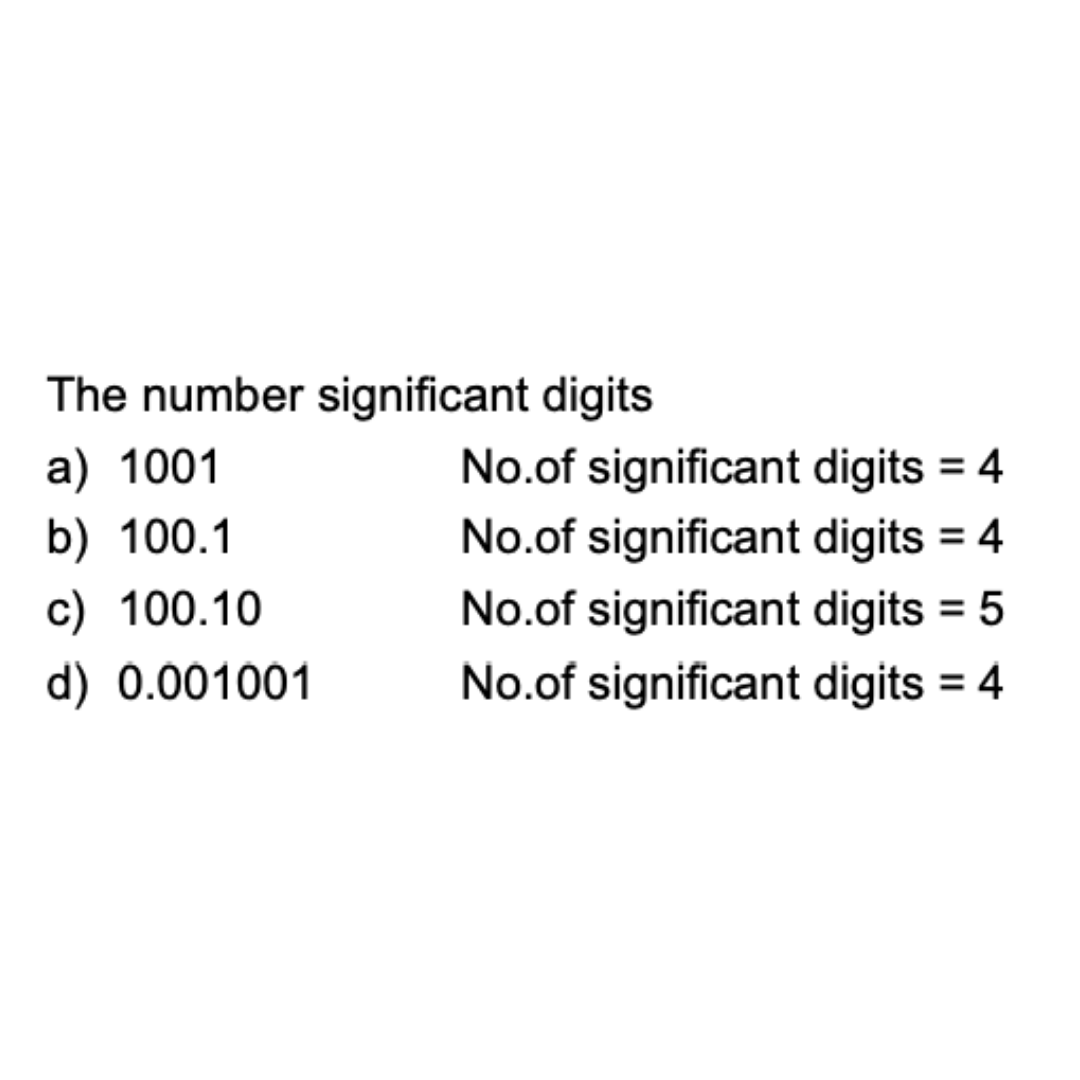 The number significant digits
a) 1001 No.of significant digits = 4
b) 100.1 No.of significant digits = 4
c) 100.10 No.of significant digits = 5
d) 0.001001 No.of significant digits = 4